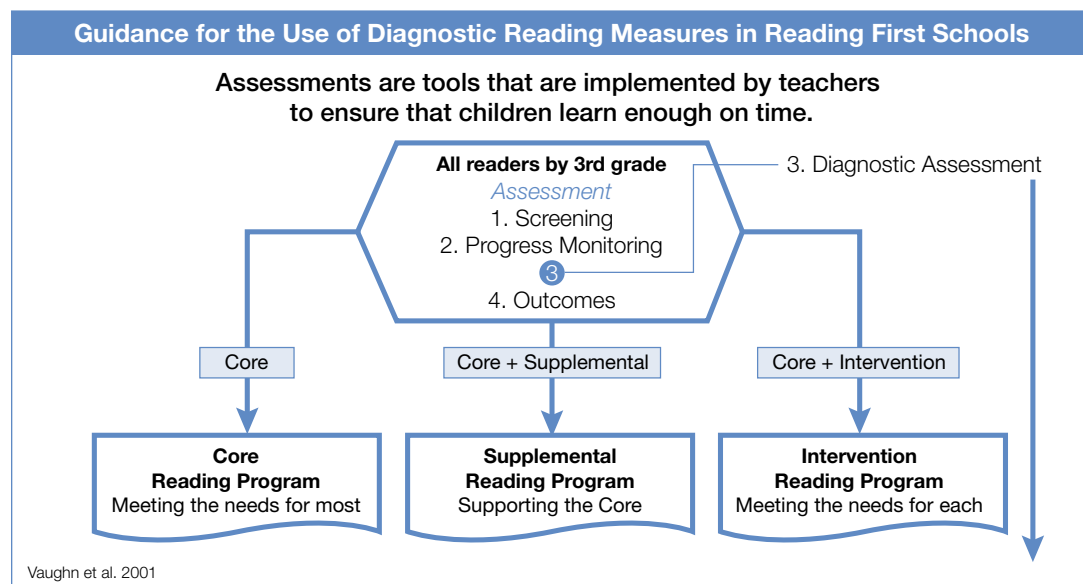 Guidance for the Use of Diagnostic Reading Measures in Reading First Schools
Assessments are tools that are implemented by teachers
to ensure that children learn enough on time.
All readers by 3rd grade
Assessment
1. Screening
2. Progress Monitoring
3
4. Outcomes
3. Diagnostic Assessment
Core
Core + Supplemental
Core + Intervention
Core
Reading Program
Meeting the needs for most
Supplemental
Reading Program
Supporting the Core
Intervention
Reading Program
Meeting the needs for each
Vaughn et al. 2001